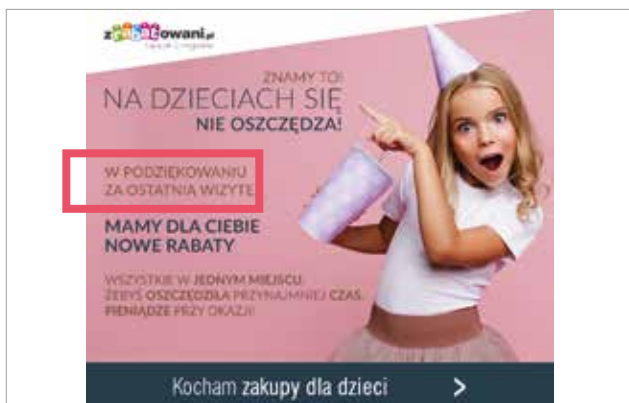 zrabatowani.pl
ZNAMY TO!
NA DZIECIACH SIĘ
NIE OSZCZĘDZA!
W PODZIĘKOWANIU
ZA OSTATNIA WIZYTĘ
MAMY DLA CIEBIE
NOWE RABATY
WSZYSTKIE W JEDNYM MIEJSCU,
ŻEBYŚ OSZCZĘDZIŁA PRZYNAJMNIEJ CZAS.
PIENIĄDZE PRZY OKAZJI!
Kocham zakupy dla dzieci >